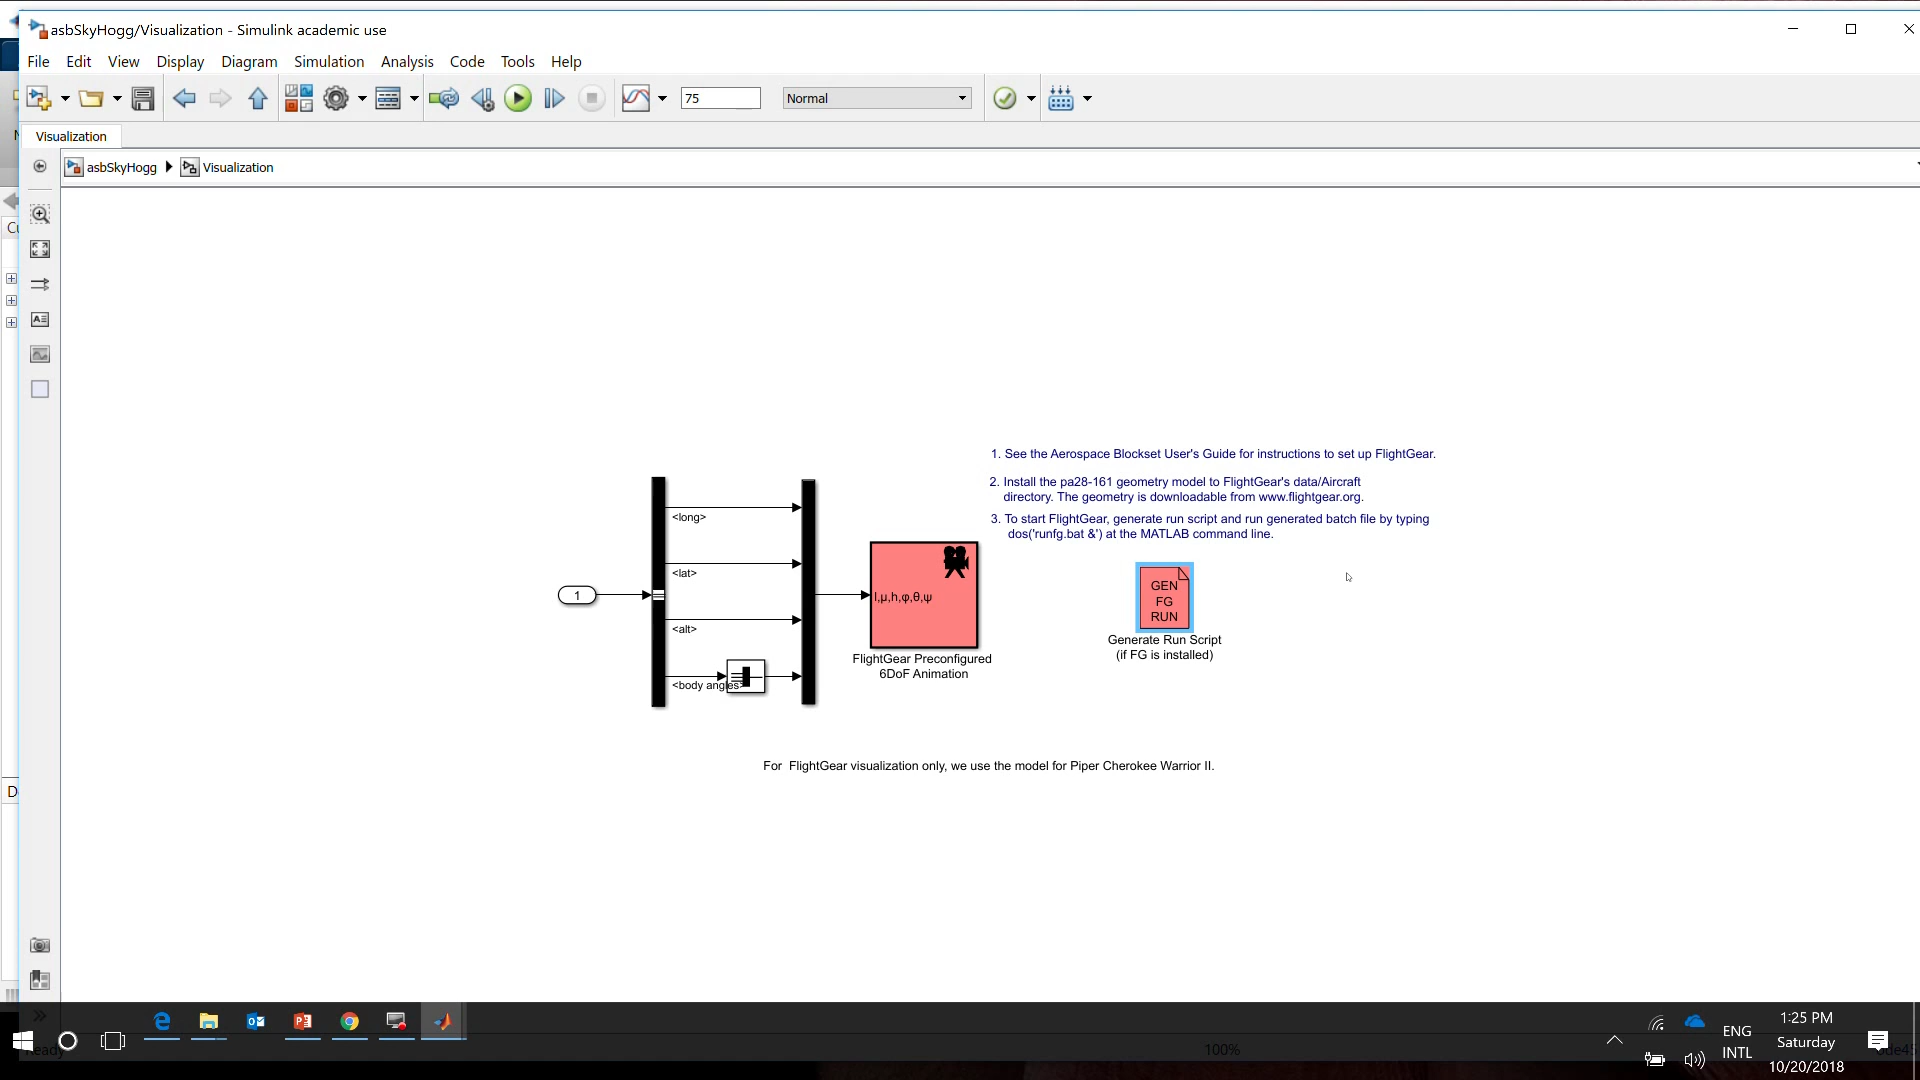 asbSkyHogg/Visualization - Simulink academic use
File Edit View Display Diagram Simulation Analysis Code Tools Help
75 Normal
Visualization
asbSkyHogg Visualization
1. See the Aerospace Blockset User's Guide for instructions to set up FlightGear.
2. Install the pa28-161 geometry model to FlightGear's data/Aircraft
directory. The geometry is downloadable from www.flightgear.org.
3. To start FlightGear, generate run script and run generated batch file by typing
dos('runfg.bat &') at the MATLAB command line.
<long>
<lat>
1
<alt>
<body angles>
l,μ,h,φ,θ,ψ
FlightGear Preconfigured
6DoF Animation
GEN
FG
RUN
Generate Run Script
(if FG is installed)
For FlightGear visualization only, we use the model for Piper Cherokee Warrior II.
Ready
100%
ENG
INTL
1:25 PM
Saturday
10/20/2018